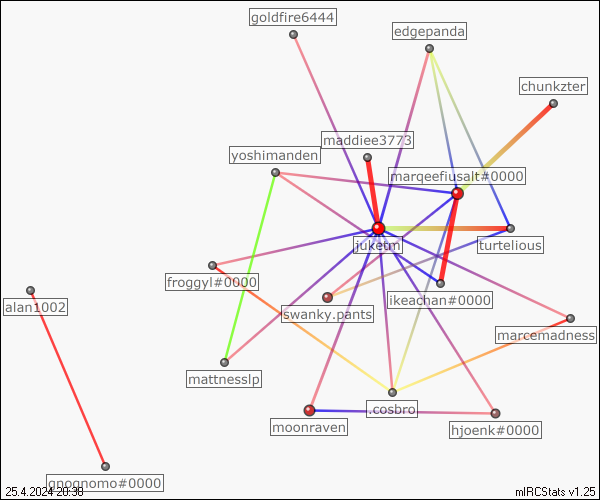 goldfire6444
edgepanda
chunkzter
maddiee3773
yoshimanden
marqeefiusalt#0000
juketm
turtelious
froggyl#0000
ikeachan#0000
alan1002
swanky.pants
marcemadness
mattnesslp
.cosbro
moonraven
hjoenk#0000
gnognomo#0000
25.4.2024 20:38
mIRCStats v1.25